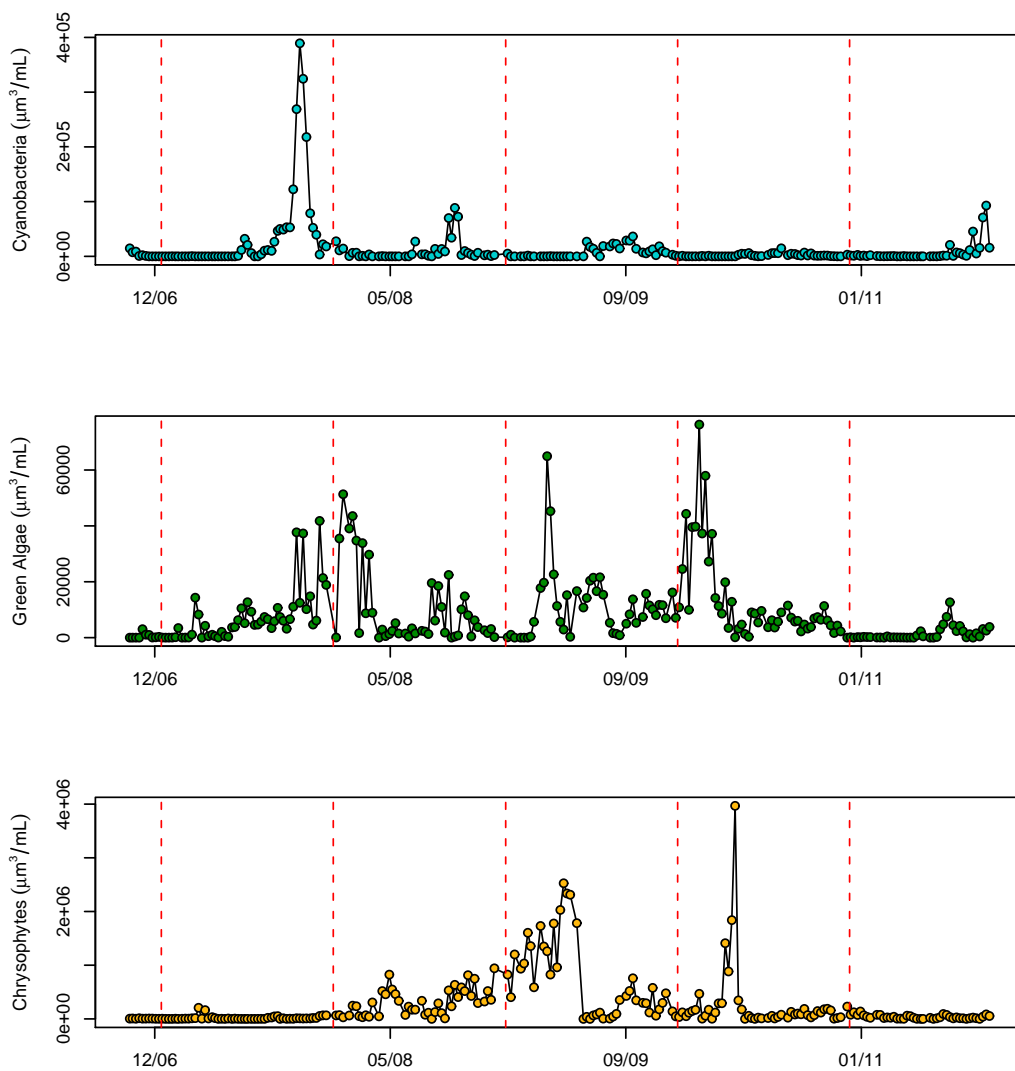 Cyanobacteria (μm³/mL)
4e+05
2e+05
0e+00
12/06 05/08 09/09 01/11
Green Algae (μm³/mL)
60000
20000
0
12/06 05/08 09/09 01/11
Chrysophytes (μm³/mL)
4e+06
2e+06
0e+00
12/06 05/08 09/09 01/11